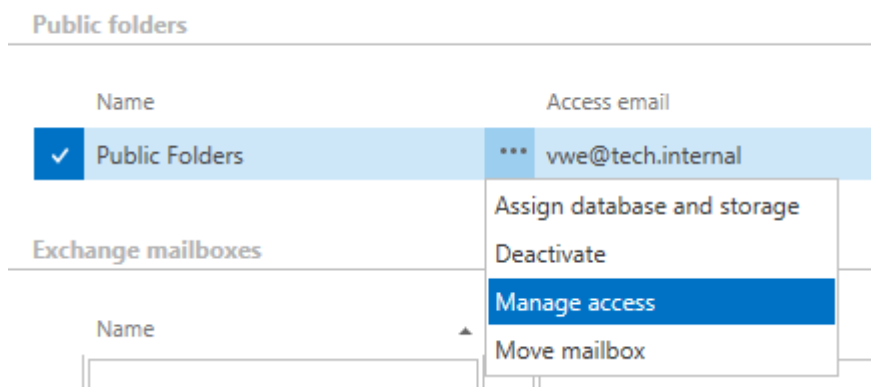 Public folders
Name Access email
Public Folders ••• vwe@tech.internal
Assign database and storage
Exchange mailboxes
Deactivate
Manage access
Name
Move mailbox